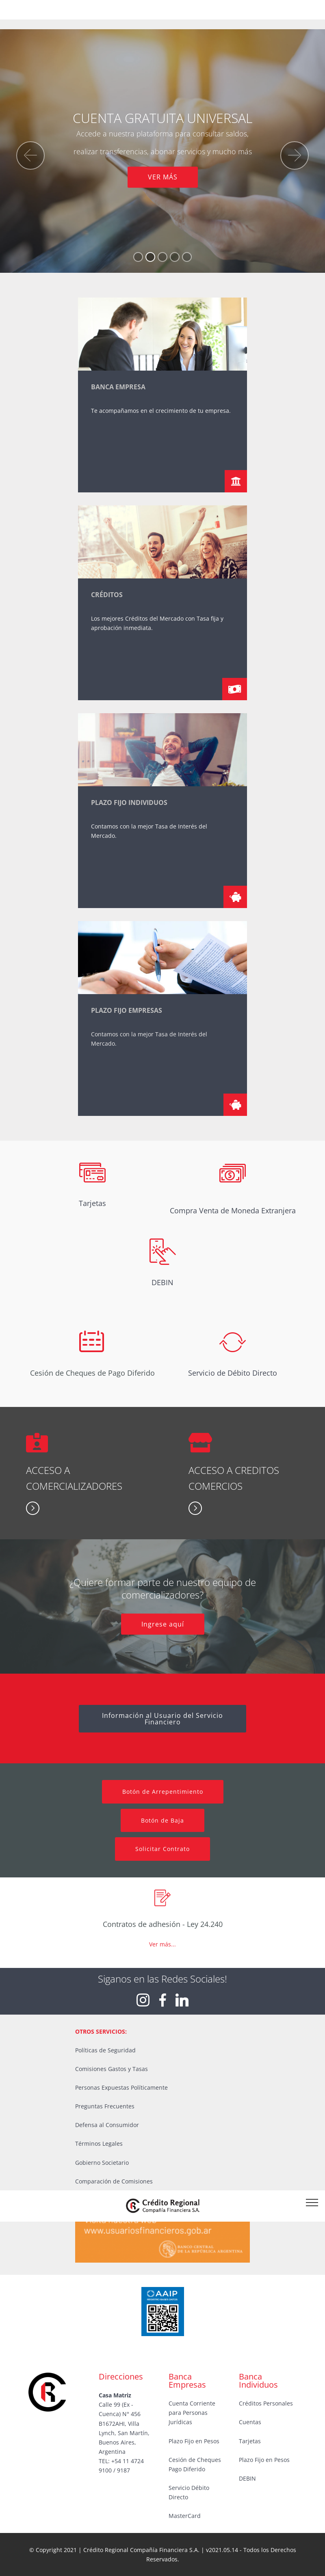 CUENTA GRATUITA UNIVERSAL
Accede a nuestra plataforma para consultar saldos,
realizar transferencias, abonar servicios y mucho más
VER MÁS
BANCA EMPRESA
Te acompañamos en el crecimiento de tu empresa.
CRÉDITOS
Los mejores Créditos del Mercado con Tasa fija y
aprobación inmediata.
PLAZO FIJO INDIVIDUOS
Contamos con la mejor Tasa de Interés del
Mercado.
PLAZO FIJO EMPRESAS
Contamos con la mejor Tasa de Interés del
Mercado.
Tarjetas
Compra Venta de Moneda Extranjera
DEBIN
Cesión de Cheques de Pago Diferido
Servicio de Débito Directo
ACCESO A
COMERCIALIZADORES
ACCESO A CREDITOS
COMERCIOS
¿Quiere formar parte de nuestro equipo de
comercializadores?
Ingrese aquí
Información al Usuario del Servicio
Financiero
Botón de Arrepentimiento
Botón de Baja
Solicitar Contrato
Contratos de adhesión - Ley 24.240
Ver más...
Siganos en las Redes Sociales!
OTROS SERVICIOS:
Políticas de Seguridad
Comisiones Gastos y Tasas
Personas Expuestas Políticamente
Preguntas Frecuentes
Defensa al Consumidor
Términos Legales
Gobierno Societario
Comparación de Comisiones
Crédito Regional
Compañía Financiera S.A.
www.usuariosfinancieros.gob.ar
BANCO CENTRAL
DE LA REPÚBLICA ARGENTINA
AAIP
Direcciones
Casa Matriz
Calle 99 (Ex -
Cuenca) N° 456
B1672AHI, Villa
Lynch, San Martín,
Buenos Aires,
Argentina
TEL: +54 11 4724
9100 / 9187
Banca
Empresas
Cuenta Corriente
para Personas
Jurídicas
Plazo Fijo en Pesos
Cesión de Cheques
Pago Diferido
Servicio Débito
Directo
MasterCard
Banca
Individuos
Créditos Personales
Cuentas
Tarjetas
Plazo Fijo en Pesos
DEBIN
© Copyright 2021 | Crédito Regional Compañía Financiera S.A. | v2021.05.14 - Todos los Derechos
Reservados.